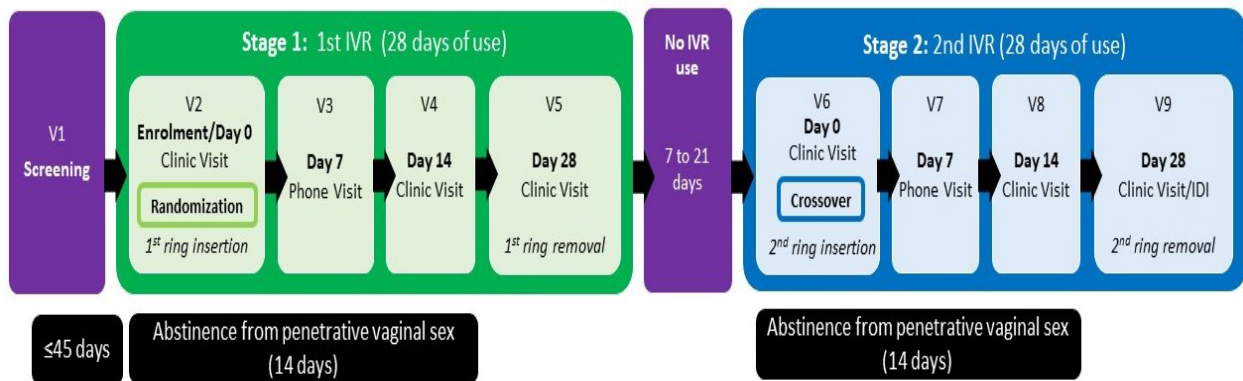 V1
Screening
Stage 1: 1st IVR (28 days of use)
V2
Enrolment/Day 0
Clinic Visit
Randomization
1st ring insertion
V3
Day 7
Phone Visit
V4
Day 14
Clinic Visit
V5
Day 28
Clinic Visit
1st ring removal
No IVR
use
7 to 21
days
Stage 2: 2nd IVR (28 days of use)
V6
Day 0
Clinic Visit
Crossover
2nd ring insertion
V7
Day 7
Phone Visit
V8
Day 14
Clinic Visit
V9
Day 28
Clinic Visit/IDI
2nd ring removal
≤45 days
Abstinence from penetrative vaginal sex
(14 days)
Abstinence from penetrative vaginal sex
(14 days)